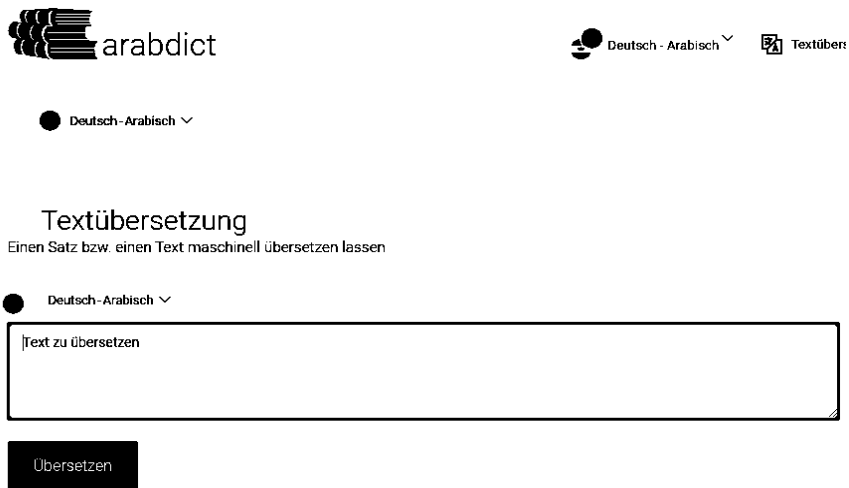 arabdict
Deutsch - Arabisch
Deutsch-Arabisch
Textübersetzung
Einen Satz bzw. einen Text maschinell übersetzen lassen
Deutsch-Arabisch
Text zu übersetzen
Übersetzen